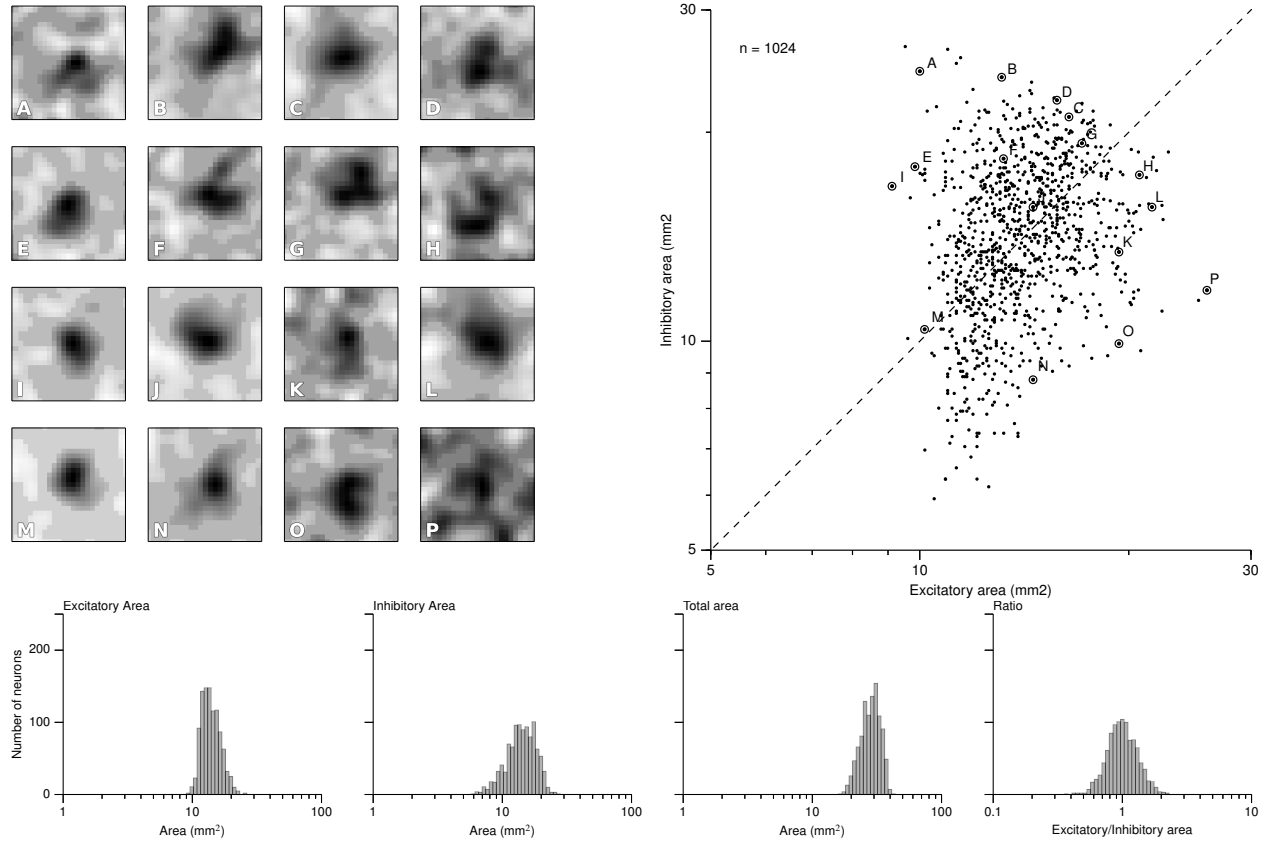 A
B
C
D
E
F
G
H
I
J
K
L
M
N
O
P
30
n = 1024
A
B
D
C
G
F
E
H
I
L
J
K
P
M
O
N
Inhibitory area (mm2
10
5
5
10
30
Excitatory area (mm2)
Excitatory Area
Inhibitory Area
Total area
Ratio
Number of neurons
200
100
0
1
10
100
1
10
100
1
10
100
0.1
1
10
Area (mm²)
Area (mm²)
Area (mm²)
Excitatory/Inhibitory area